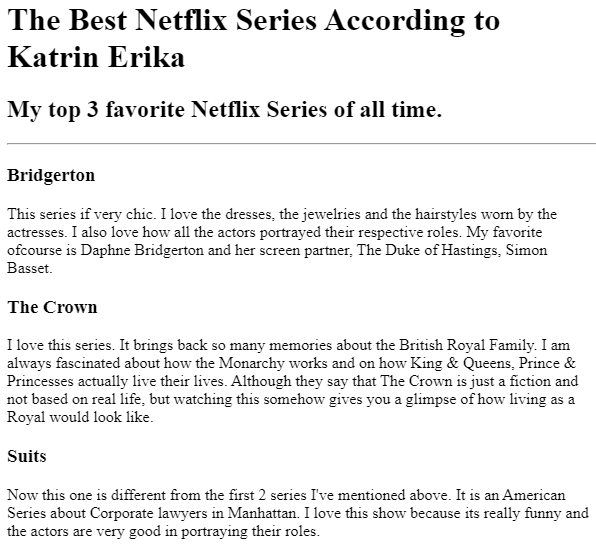 The Best Netflix Series According to
Katrin Erika
My top 3 favorite Netflix Series of all time.
Bridgerton
This series if very chic. I love the dresses, the jewelries and the hairstyles worn by the
actresses. I also love how all the actors portrayed their respective roles. My favorite
ofcourse is Daphne Bridgerton and her screen partner, The Duke of Hastings, Simon
Basset.
The Crown
I love this series. It brings back so many memories about the British Royal Family. I am
always fascinated about how the Monarchy works and on how King & Queens, Prince &
Princesses actually live their lives. Although they say that The Crown is just a fiction and
not based on real life, but watching this somehow gives you a glimpse of how living as a
Royal would look like.
Suits
Now this one is different from the first 2 series I've mentioned above. It is an American
Series about Corporate lawyers in Manhattan. I love this show because its really funny and
the actors are very good in portraying their roles.